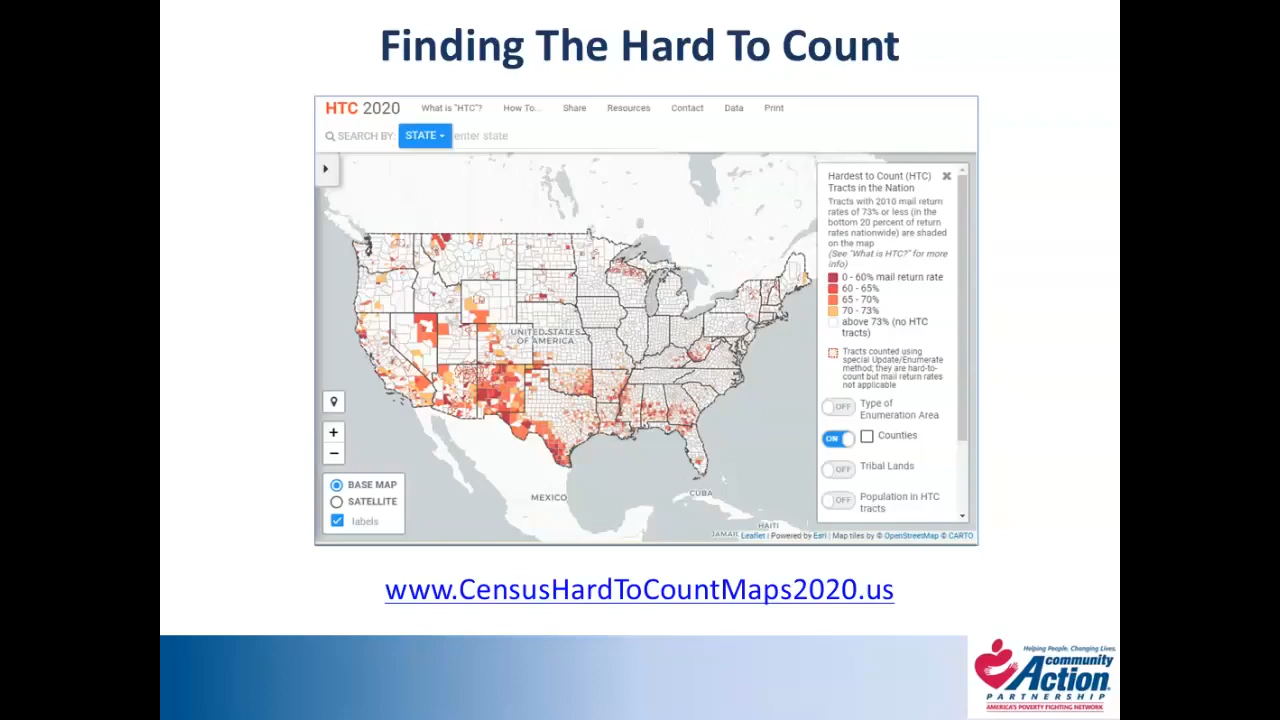 Finding The Hard To Count
HTC 2020
What is "HTC"?
How To...
Share
Resources
Contact
Data
Print
SEARCH BY:
STATE
enter state
Hardest to Count (HTC)
Tracts in the Nation
Tracts with 2010 mail return
rates of 73% or less (in the
bottom 20 percent of return
rates nationwide) are shaded
on the map
(See "What is HTC?" for more
info)
0 - 60% mail return rate
60 - 65%
65 - 70%
70 - 73%
above 73% (no HTC
tracts)
Tracts counted using
special Update/Enumerate
method; they are hard-to-
count but mail return rates
not applicable
OFF
Type of
Enumeration Area
ON
Counties
OFF
Tribal Lands
OFF
Population in HTC
tracts
UNITED STATES
OF AMERICA
MEXICO
CUBA
HAITI
JAMAI
+
−
BASE MAP
SATELLITE
labels
Leaflet | Powered by Esri | Map tiles by © OpenStreetMap © CARTO
www.CensusHardToCountMaps2020.us
Helping People. Changing Lives.
community
Action
PARTNERSHIP
AMERICA'S POVERTY FIGHTING NETWORK